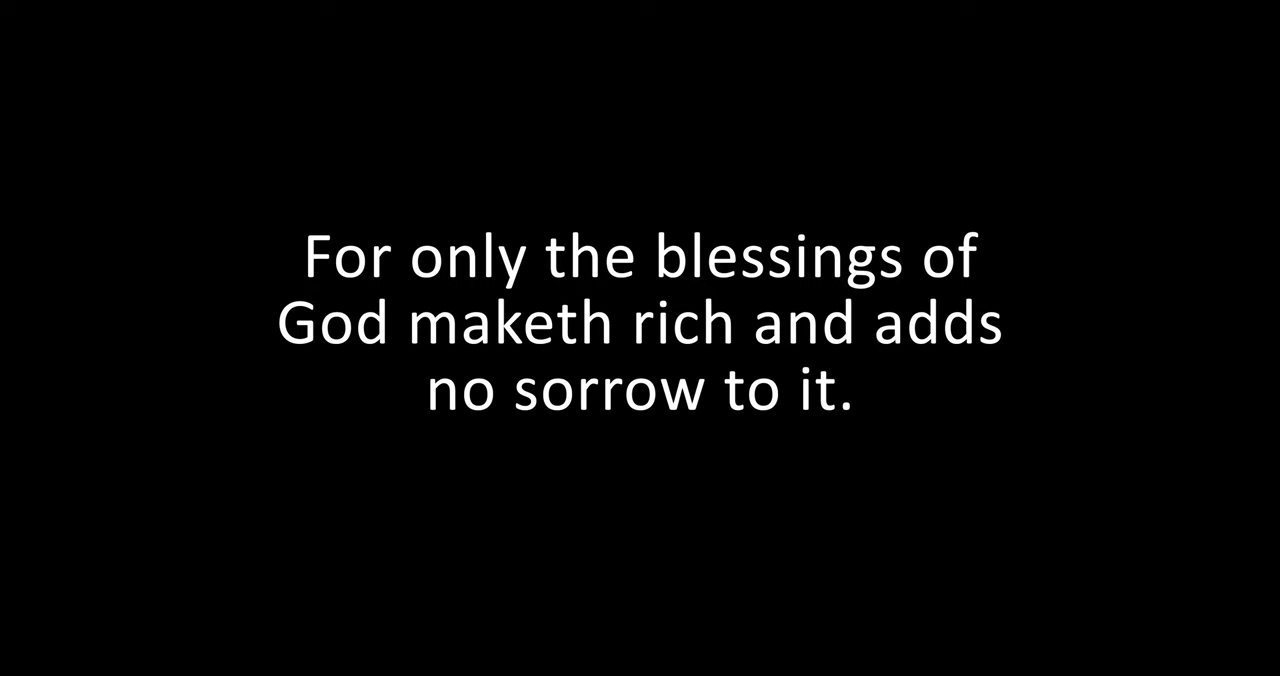 For only the blessings of
God maketh rich and adds
no sorrow to it.